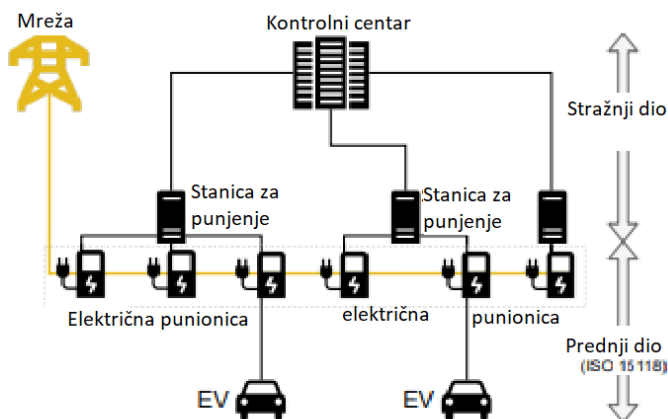 Mreža
Kontrolni centar
Stražnji dio
Stanica za
punjenje
Stanica za
punjenje
Električna punionica
električna
punionica
Prednji dio
(ISO 15118)
EV
EV